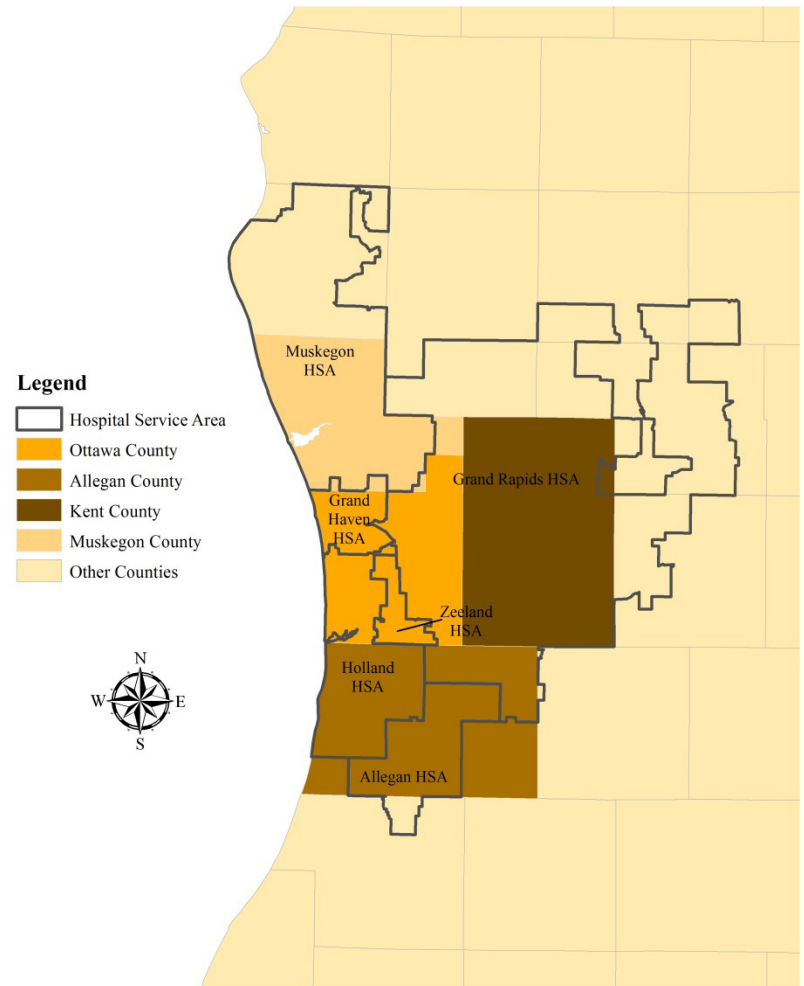 Muskegon
HSA
Legend
Hospital Service Area
Ottawa County
Allegan County
Kent County
Muskegon County
Other Counties
Grand Rapids HSA
Grand
Haven
HSA
Zeeland
HSA
Holland
HSA
N
W
E
S
Allegan HSA